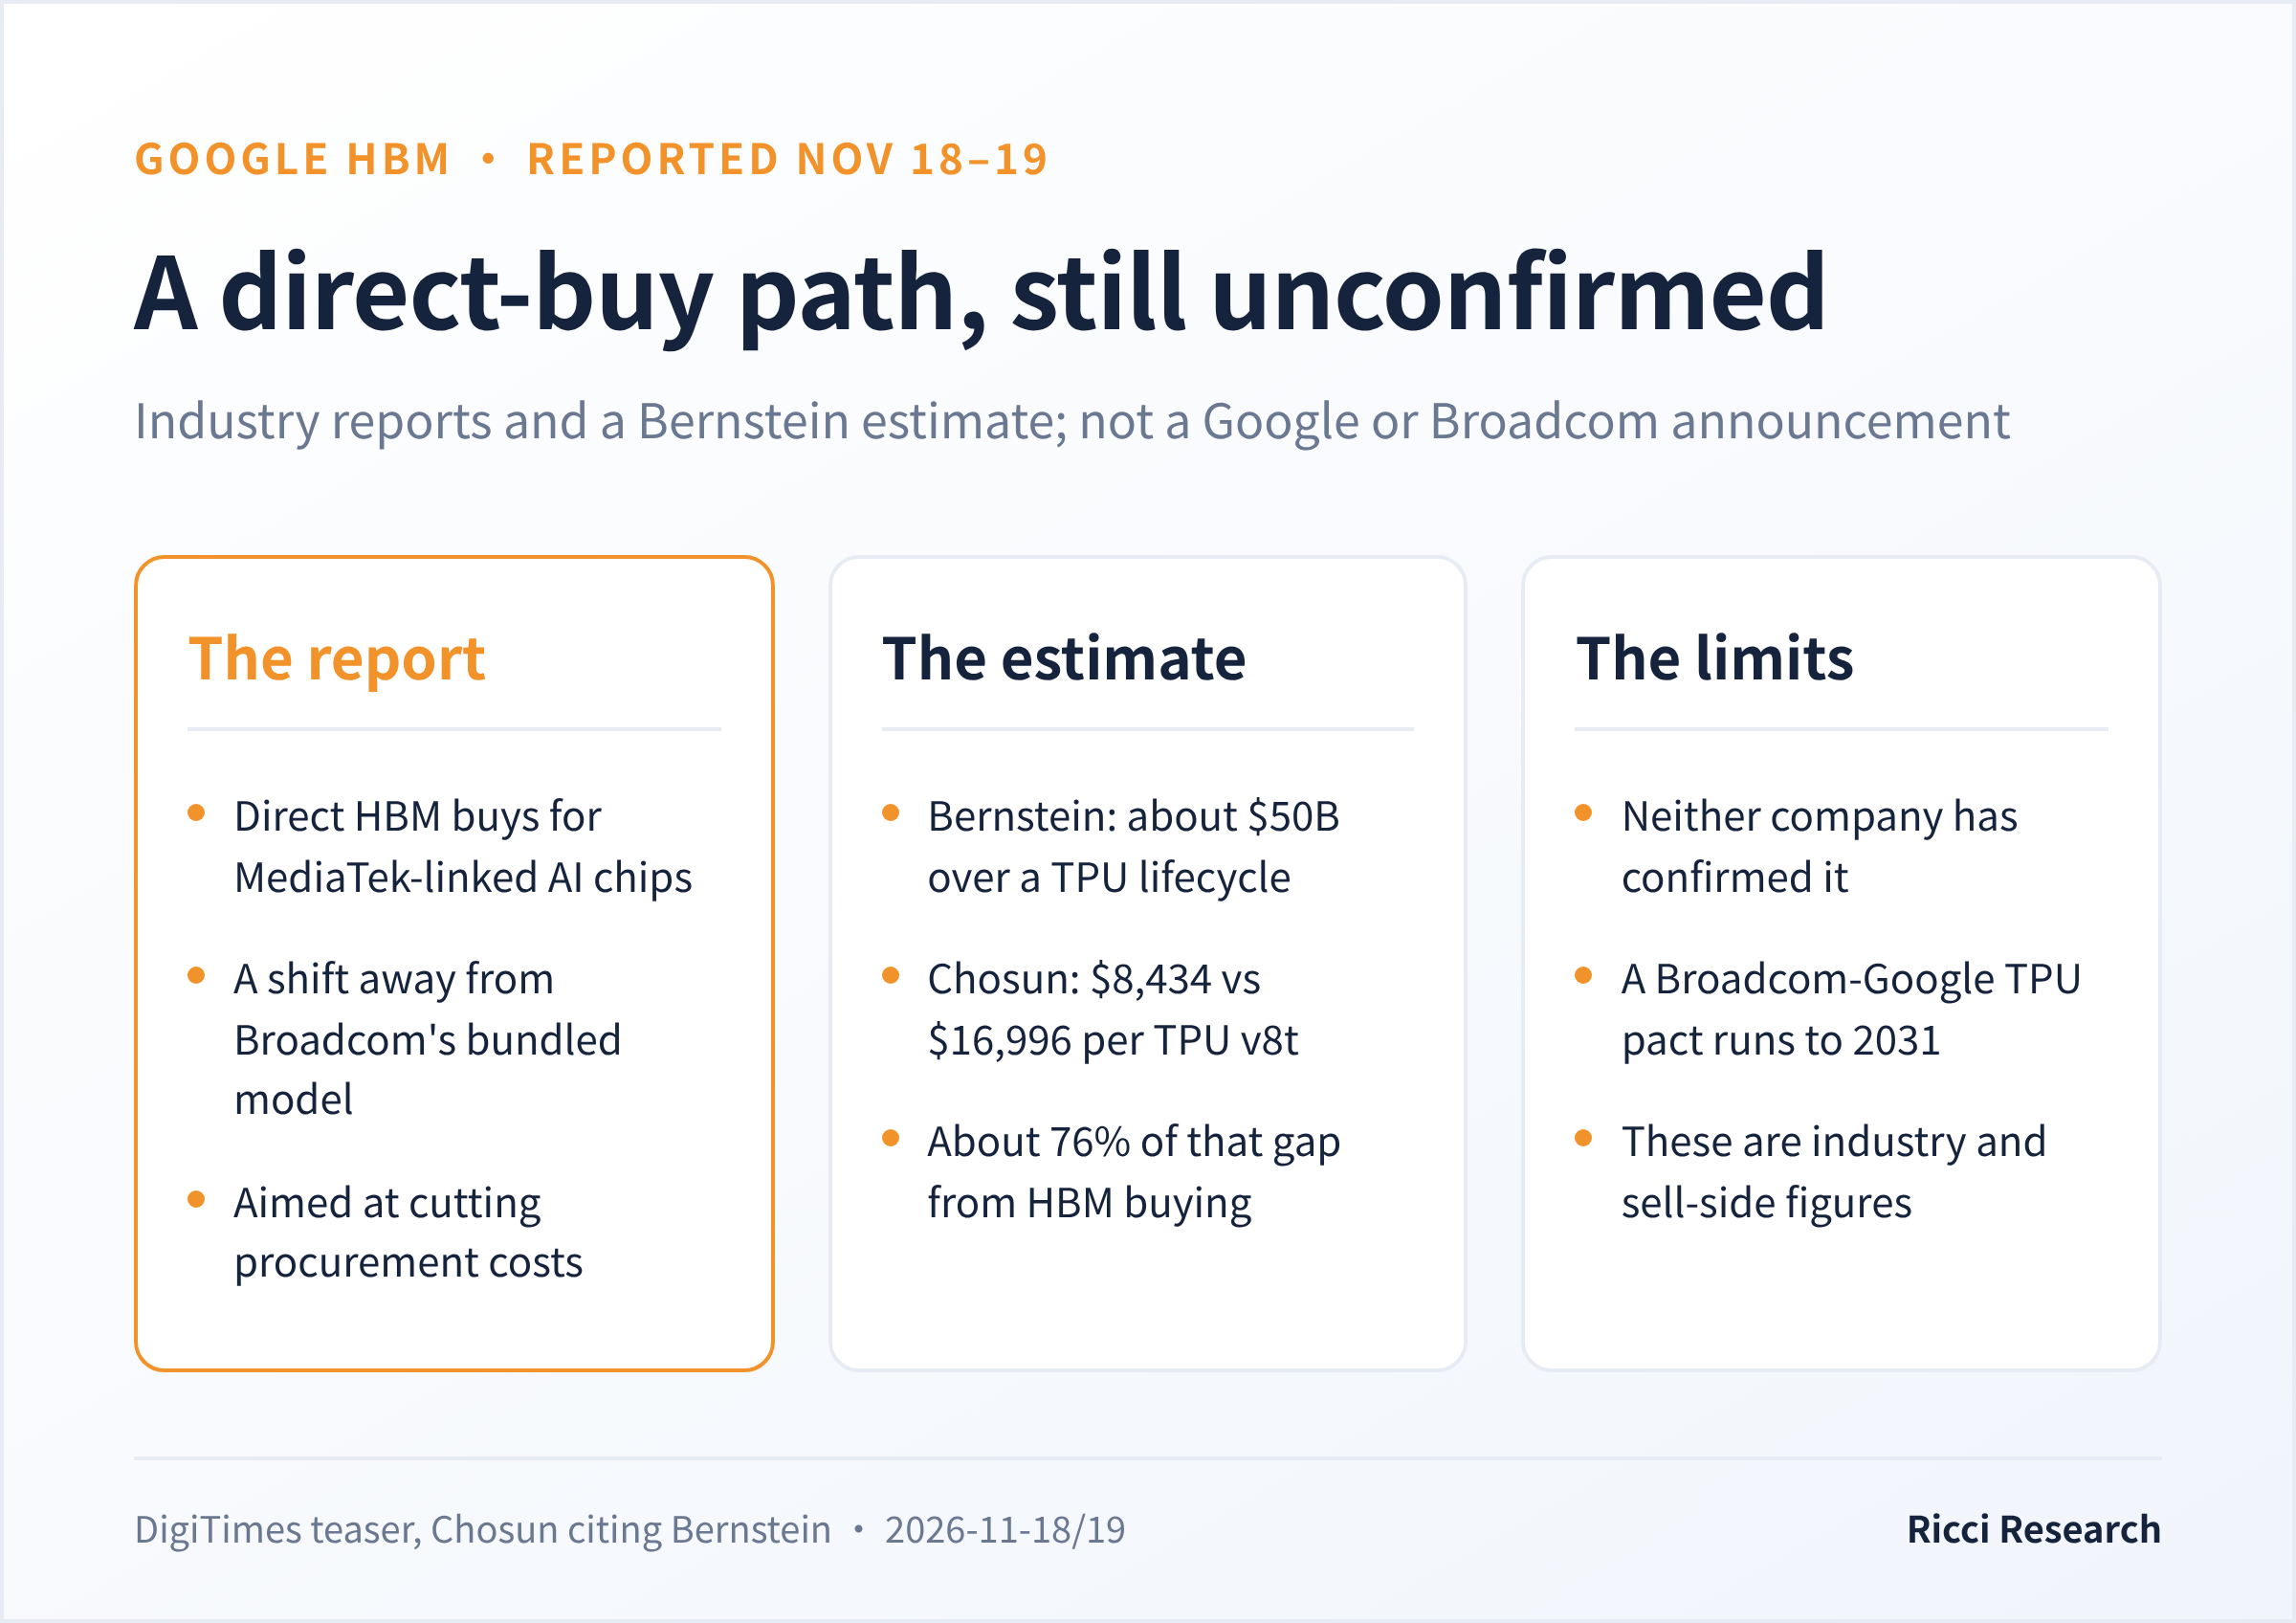 GOOGLE HBM • REPORTED NOV 18–19
A direct-buy path, still unconfirmed
Industry reports and a Bernstein estimate; not a Google or Broadcom announcement
The report
• Direct HBM buys for
MediaTek-linked AI chips
• A shift away from
Broadcom's bundled
model
• Aimed at cutting
procurement costs
The estimate
• Bernstein: about $50B
over a TPU lifecycle
• Chosun: $8,434 vs
$16,996 per TPU v8t
• About 76% of that gap
from HBM buying
The limits
• Neither company has
confirmed it
• A Broadcom-Google TPU
pact runs to 2031
• These are industry and
sell-side figures
DigiTimes teaser, Chosun citing Bernstein • 2026-11-18/19
Ricci Research